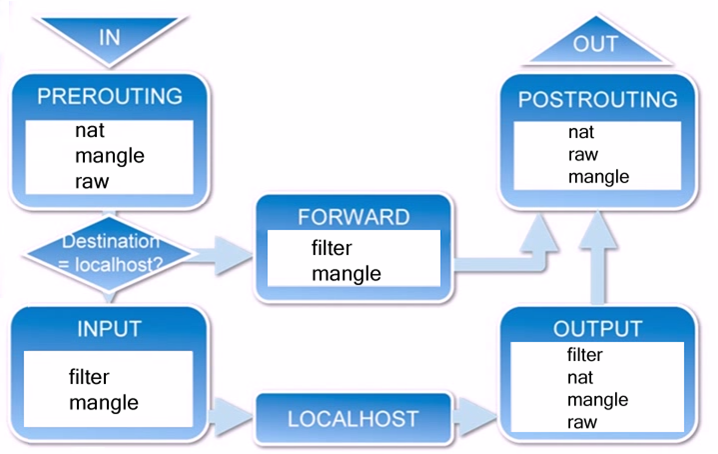 IN
PREROUTING
nat
mangle
raw
Destination
= localhost?
INPUT
filter
mangle
FORWARD
filter
mangle
LOCALHOST
OUT
POSTROUTING
nat
raw
mangle
OUTPUT
filter
nat
mangle
raw